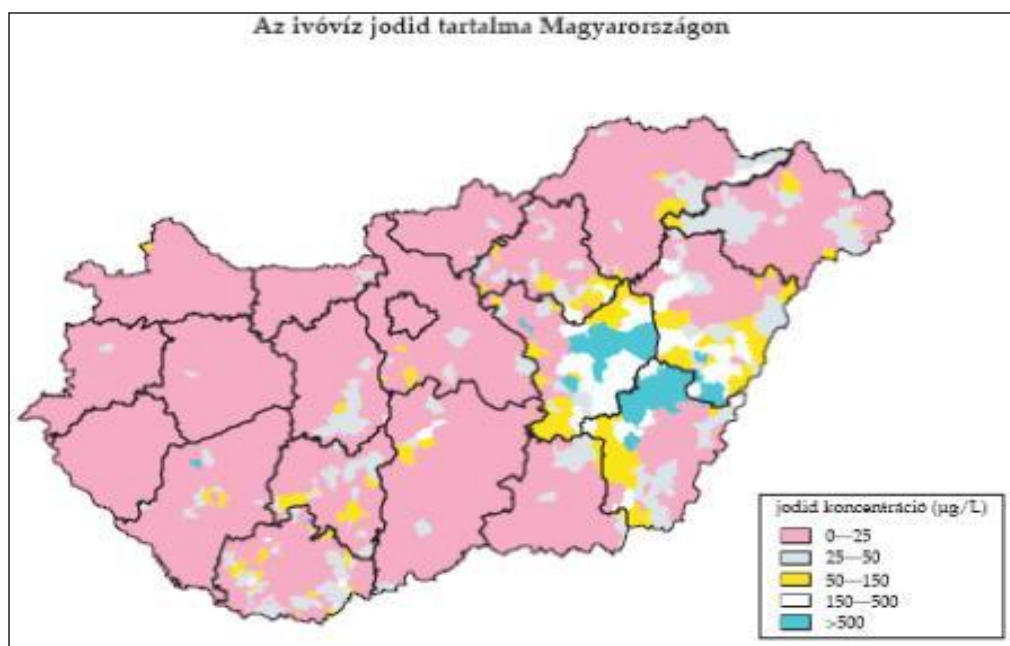 Az ivóvíz jodid tartalma Magyarországon
jodid koncentráció (µg/L)
0—25
25—50
50—150
150—500
>500